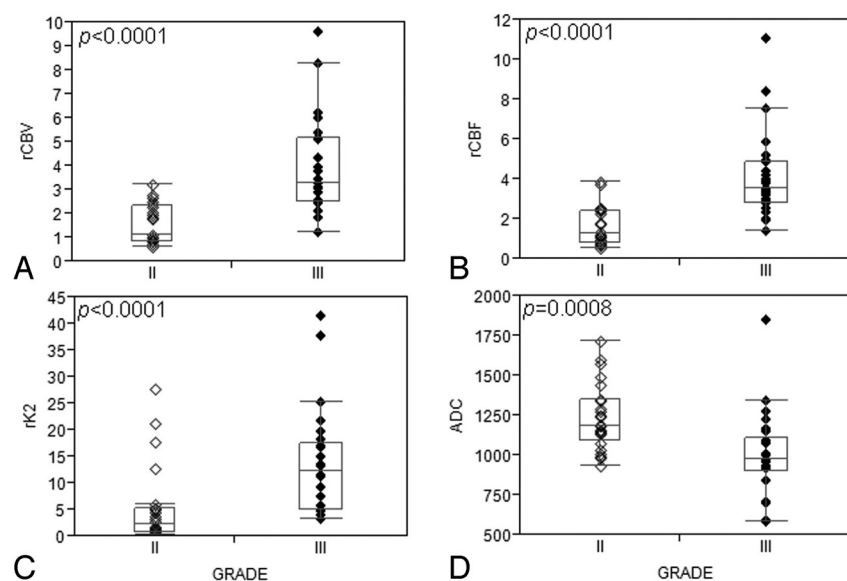 p<0.0001
10
9
8
7
6
5
4
3
2
1
0
rCBV
II
III
A
p<0.0001
12
10
8
6
4
2
0
rCBF
II
III
B
p<0.0001
45
40
35
30
25
20
15
10
5
0
rK2
II
III
GRADE
C
p=0.0008
2000
1750
1500
1250
1000
750
500
ADC
II
III
GRADE
D